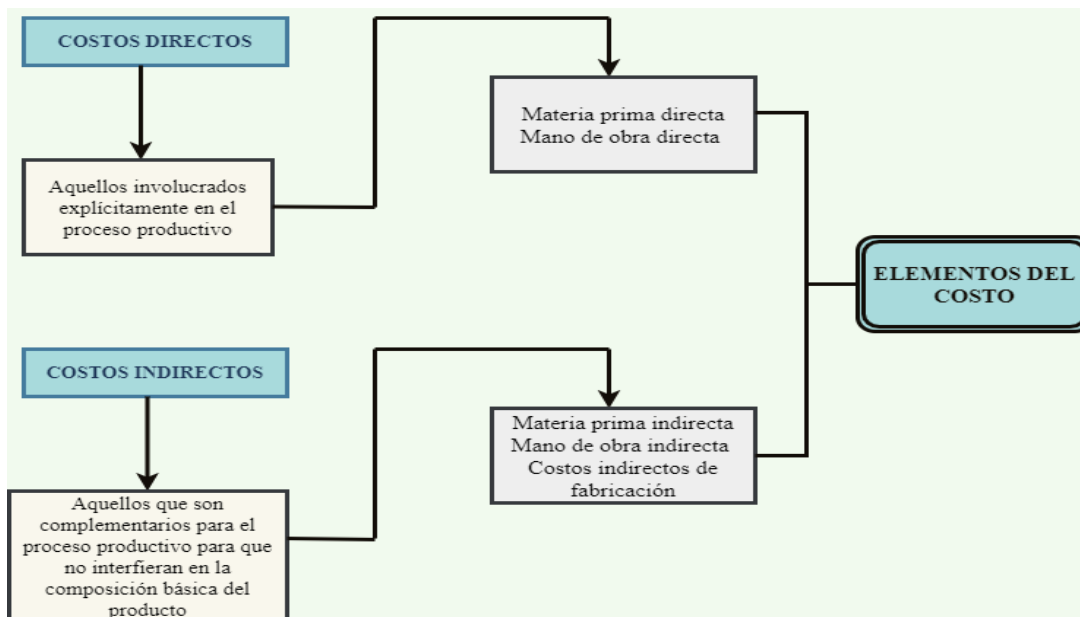 COSTOS DIRECTOS
Aquellos involucrados
explícitamente en el
proceso productivo
Materia prima directa
Mano de obra directa
ELEMENTOS DEL
COSTO
COSTOS INDIRECTOS
Aquellos que son
complementarios para el
proceso productivo para que
no interfieran en la
composición básica del
producto
Materia prima indirecta
Mano de obra indirecta
Costos indirectos de
fabricación